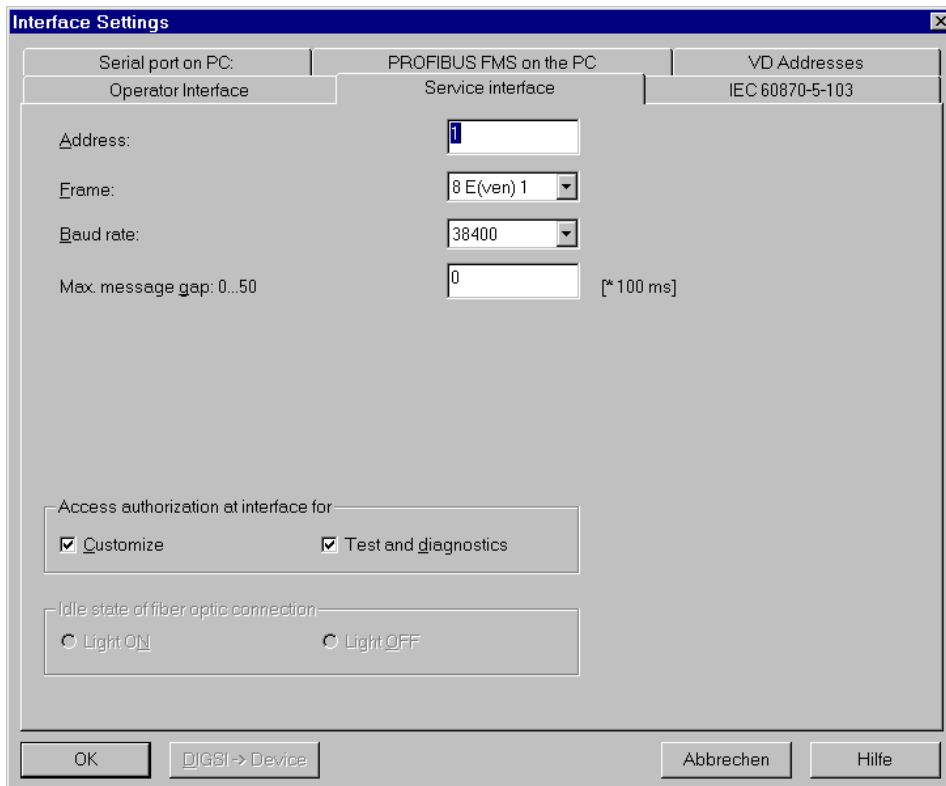 Interface Settings
Serial port on PC: PROFIBUS FMS on the PC VD Addresses
Operator Interface Service interface IEC 60870-5-103
Address: 1
Frame: 8 E(ven) 1
Baud rate: 38400
Max. message gap: 0...50 0 [* 100 ms]
Access authorization at interface for
Customize Test and diagnostics
Idle state of fiber optic connection
Light ON Light OFF
OK DIGSI -> Device Abbrechen Hilfe